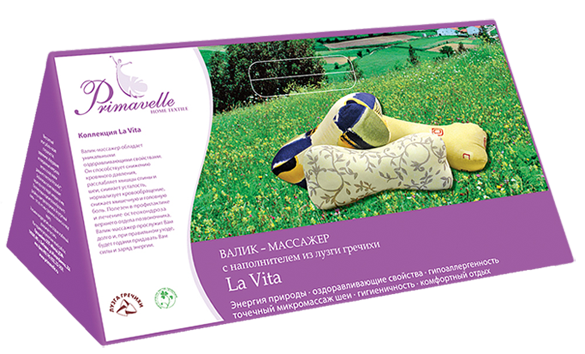 Primavelle
HOME TEXTILE
Коллекция La Vita
Валик-массажер обладает
уникальными
оздоравливающими свойствами.
Он способствует снижению
кровяного давления,
расслабляет мышцы спины и
шеи, снимает усталость,
нормализует кровообращение,
снижает мышечную и головную
боль. Полезен в профилактике
и лечении остеохондроза
верхнего отдела позвоночника.
Валик-массажер прослужит Вам
долго и, при правильном уходе,
будет годами придавать Вам
силы и заряд энергии.
ЛУЗГА ГРЕЧИХИ
ВАЛИК – МАССАЖЕР
с наполнителем из лузги гречихи
La Vita
Энергия природы · оздоравливающие свойства · гипоаллергенность
точечный микромассаж шеи · гигиеничность · комфортный отдых